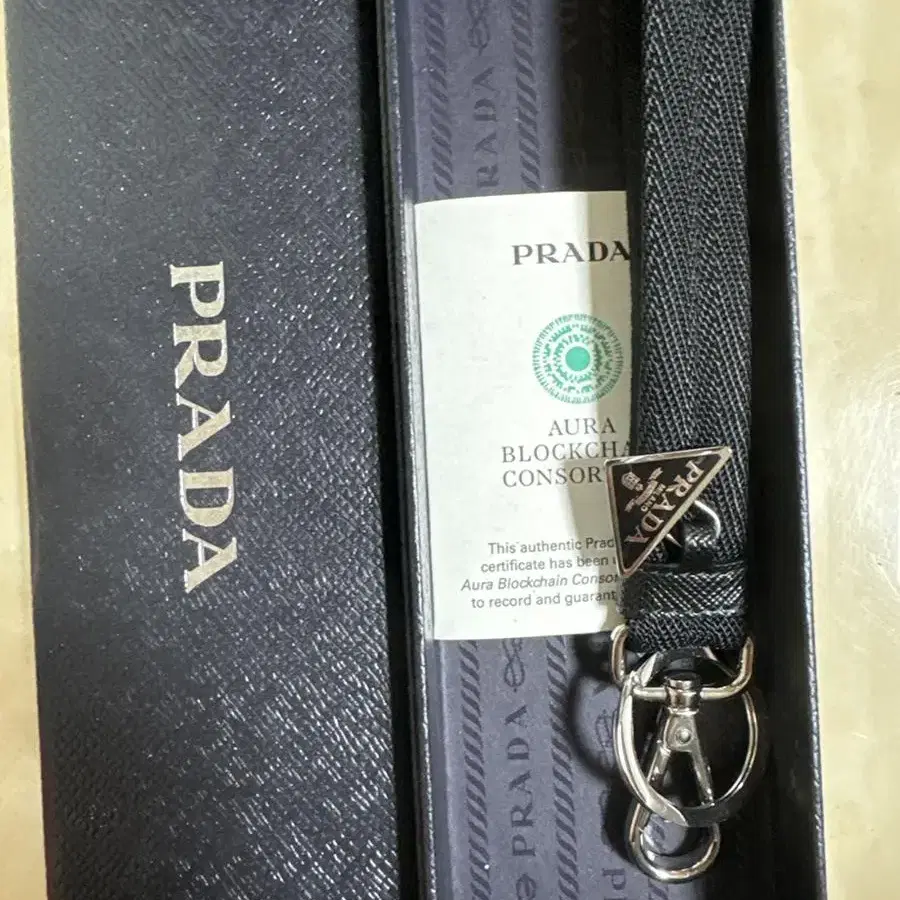 PRADA
PRADA
PRADA
AURA
BLOCKCHA
CONSOR
This authentic Prad
certificate has been
Aura Blockchain Conso
to record and guarant
PRADA
MILANO
PRADA